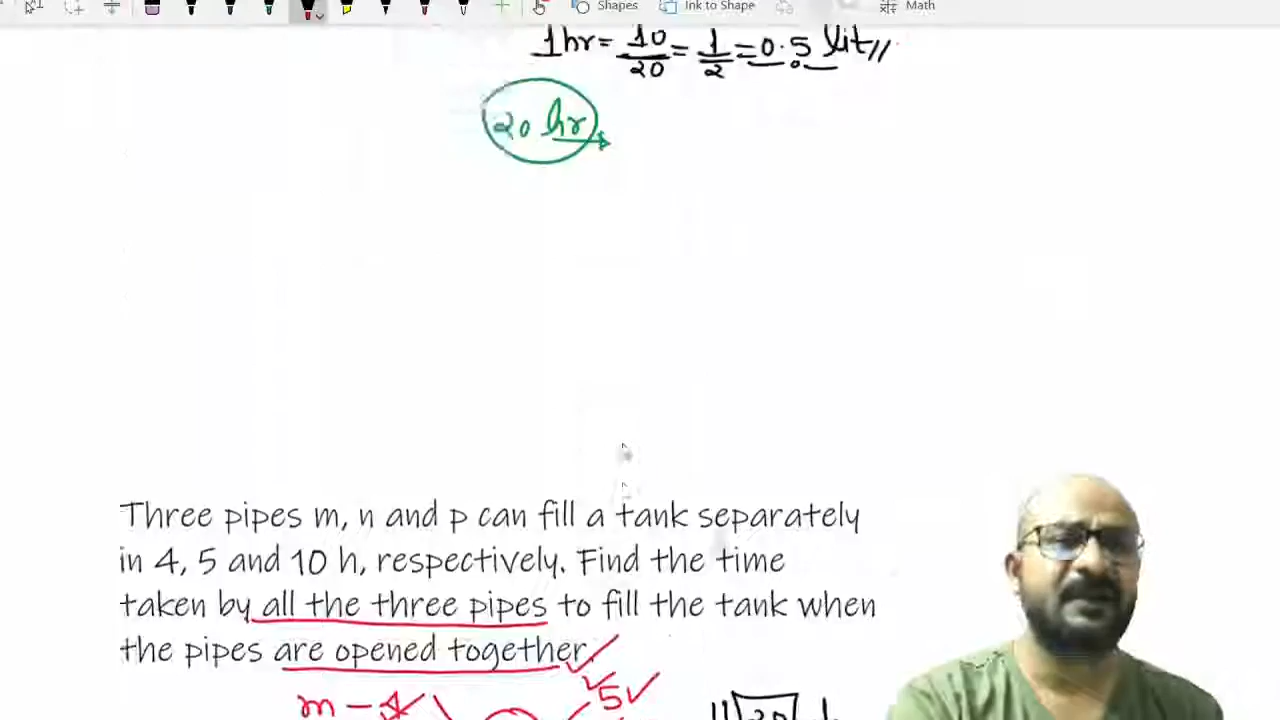 Shapes Ink to Shape Math
1hr = 10/20 = 1/2 = 0.5 lit//
20 hr
Three pipes m, n and p can fill a tank separately
in 4, 5 and 10 h, respectively. Find the time
taken by all the three pipes to fill the tank when
the pipes are opened together.
m - 5